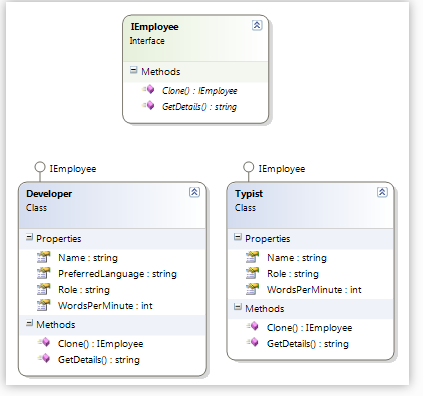 IEmployee
Interface
Methods
Clone() : IEmployee
GetDetails() : string
IEmployee
Developer
Class
Properties
Name : string
PreferredLanguage : string
Role : string
WordsPerMinute : int
Methods
Clone() : IEmployee
GetDetails() : string
IEmployee
Typist
Class
Properties
Name : string
Role : string
WordsPerMinute : int
Methods
Clone() : IEmployee
GetDetails() : string